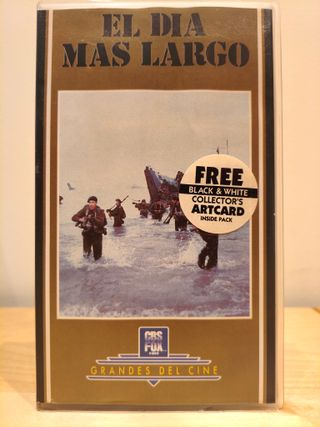 EL DIA
MAS LARGO
FREE
BLACK & WHITE
COLLECTOR'S
ARTCARD
INSIDE PACK
CBS
FOX
VIDEO
GRANDES DEL CINE